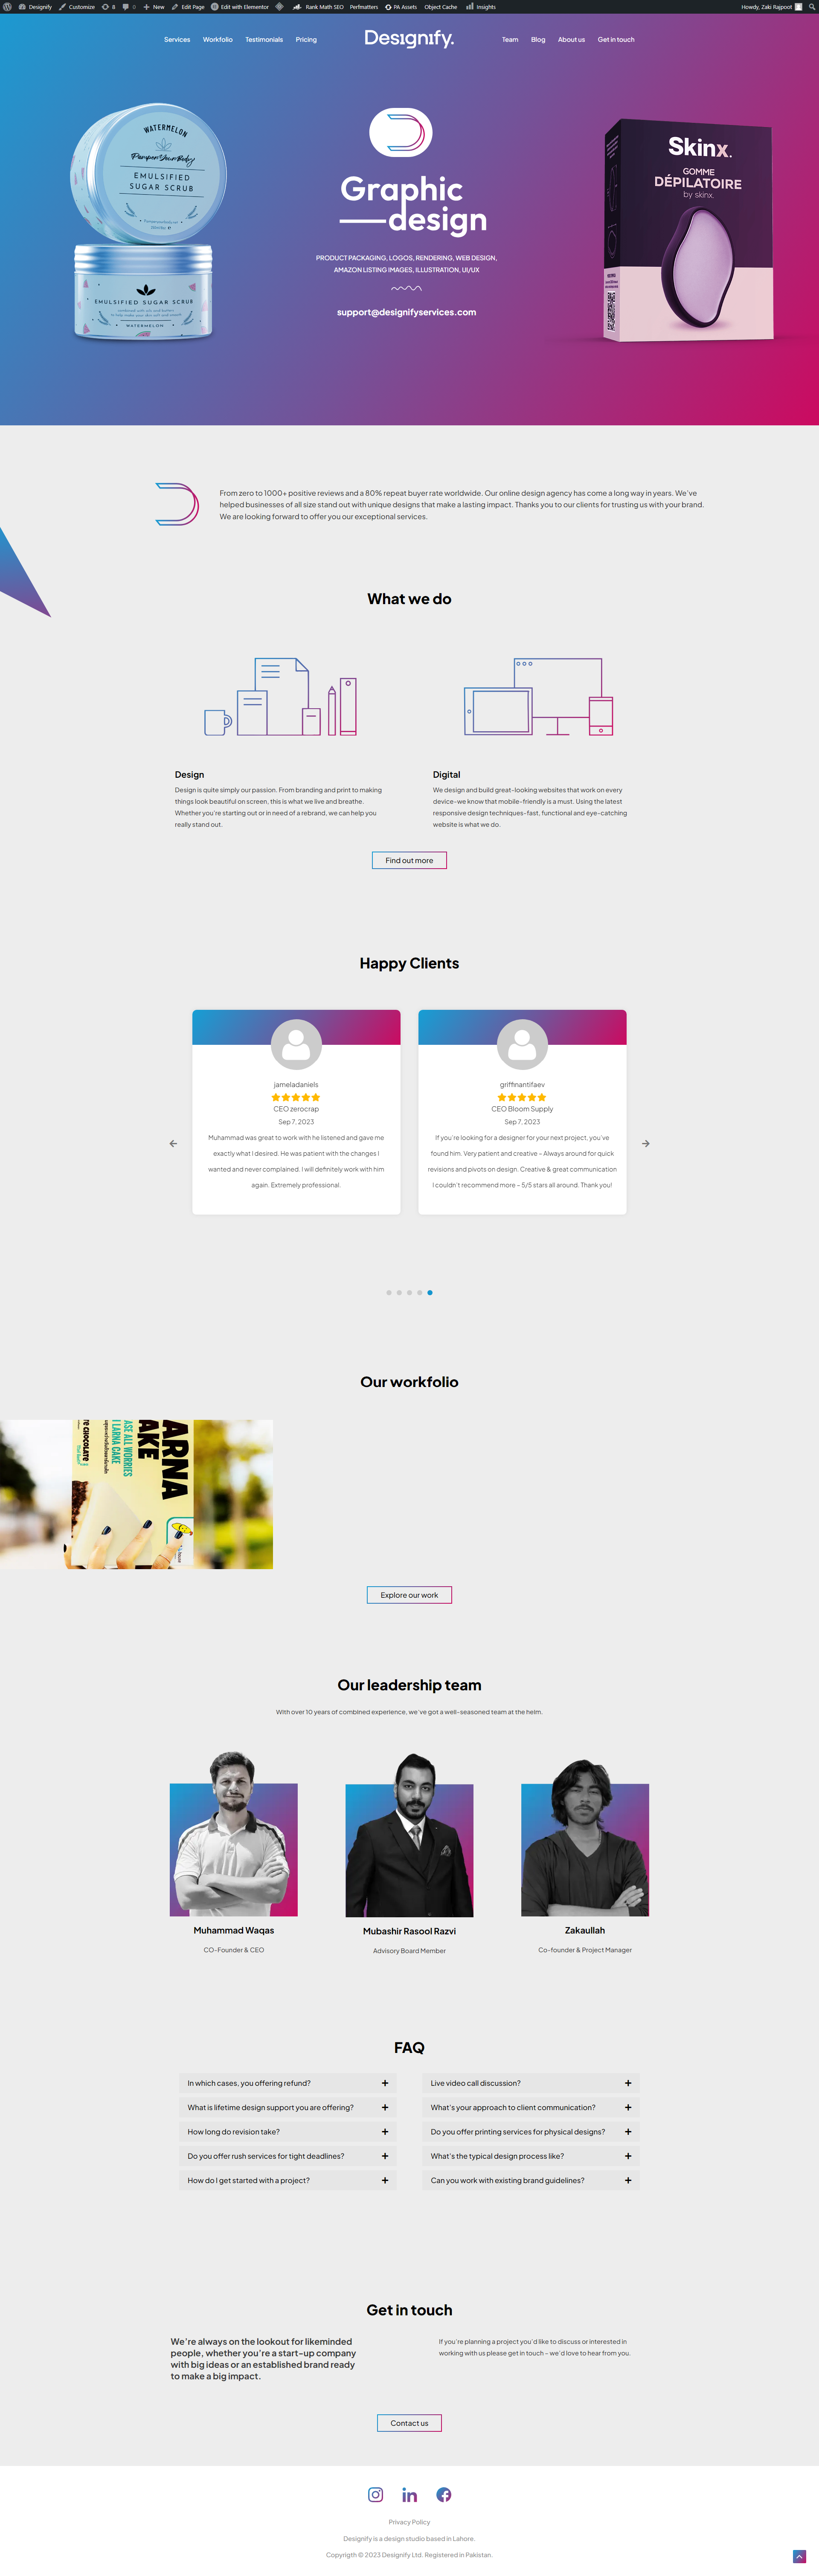 Designify
Customize
8
0
New
Edit Page
Edit with Elementor
Rank Math SEO
Perfmatters
PA Assets
Object Cache
Insights
Howdy, Zaki Rajpoot
Services
Workfolio
Testimonials
Pricing
Designify.
Team
Blog
About us
Get in touch
WATERMELON
PamperYourBody
EMULSIFIED
SUGAR SCRUB
EMULSIFIED SUGAR SCRUB
WATERMELON
Graphic
design
PRODUCT PACKAGING, LOGOS, RENDERING, WEB DESIGN,
AMAZON LISTING IMAGES, ILLUSTRATION, UI/UX
support@designifyservices.com
Skinx.
GOMME
DÉPILATOIRE
by skinx.
From zero to 1000+ positive reviews and a 80% repeat buyer rate worldwide. Our online design agency has come a long way in years. We've
helped businesses of all size stand out with unique designs that make a lasting impact. Thanks you to our clients for trusting us with your brand.
We are looking forward to offer you our exceptional services.
What we do
Design
Design is quite simply our passion. From branding and print to making
things look beautiful on screen, this is what we live and breathe.
Whether you're starting out or in need of a rebrand, we can help you
really stand out.
Digital
We design and build great-looking websites that work on every
device-we know that mobile-friendly is a must. Using the latest
responsive design techniques-fast, functional and eye-catching
website is what we do.
Find out more
Happy Clients
jameladaniels
CEO zerocrap
Sep 7, 2023
Muhammad was great to work with he listened and gave me
exactly what I desired. He was patient with the changes I
wanted and never complained. I will definitely work with him
again. Extremely professional.
griffinantifaev
CEO Bloom Supply
Sep 7, 2023
If you're looking for a designer for your next project, you've
found him. Very patient and creative – Always around for quick
revisions and pivots on design. Creative & great communication
I couldn't recommend more – 5/5 stars all around. Thank you!
Our workfolio
ARNA
AKE
ASE ALL WORRIES
I LARNA CAKE
TE CHOCOLATE
Explore our work
Our leadership team
With over 10 years of combined experience, we've got a well-seasoned team at the helm.
Muhammad Waqas
CO-Founder & CEO
Mubashir Rasool Razvi
Advisory Board Member
Zakaullah
Co-founder & Project Manager
FAQ
In which cases, you offering refund?
What is lifetime design support you are offering?
How long do revision take?
Do you offer rush services for tight deadlines?
How do I get started with a project?
Live video call discussion?
What's your approach to client communication?
Do you offer printing services for physical designs?
What's the typical design process like?
Can you work with existing brand guidelines?
Get in touch
We're always on the lookout for likeminded
people, whether you're a start-up company
with big ideas or an established brand ready
to make a big impact.
If you're planning a project you'd like to discuss or interested in
working with us please get in touch – we'd love to hear from you.
Contact us
Privacy Policy
Designify is a design studio based in Lahore.
Copyrigth © 2023 Designify Ltd. Registered in Pakistan.